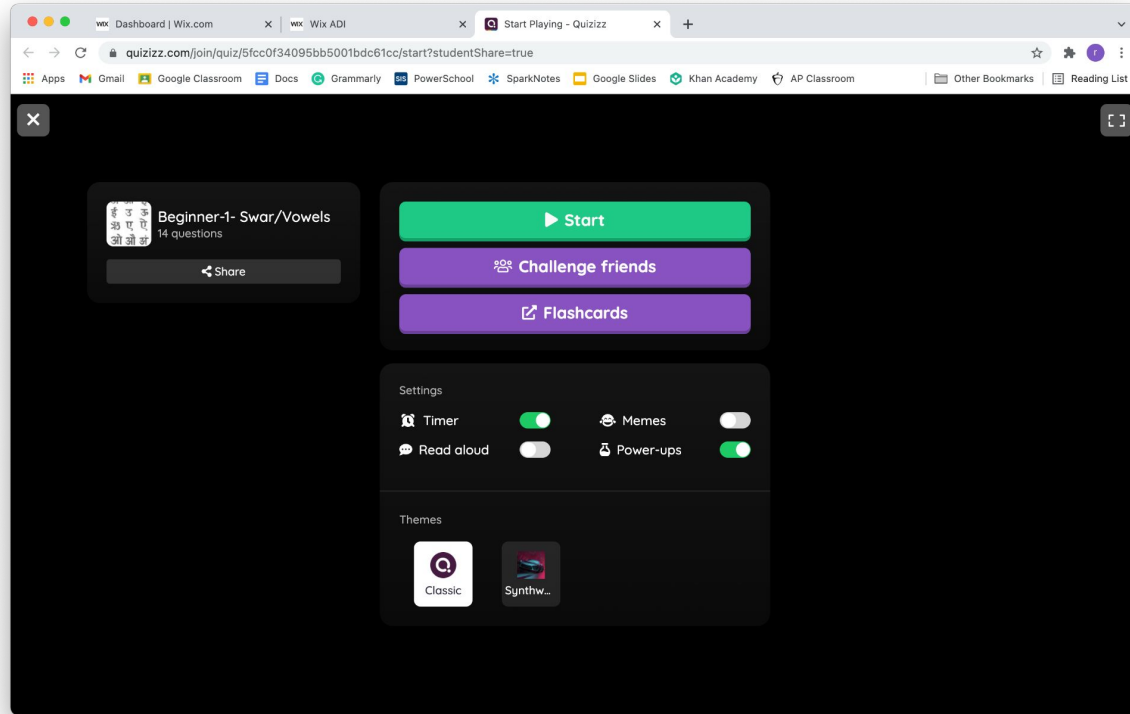 Dashboard | Wix.com
Wix ADI
Start Playing - Quizizz
quizizz.com/join/quiz/5fcc0f34095bb5001bdc61cc/start?studentShare=true
Apps Gmail Google Classroom Docs Grammarly PowerSchool SparkNotes Google Slides Khan Academy AP Classroom Other Bookmarks Reading List
ई उ ऊ
ए ऐ
ओ औ अं
Beginner-1- Swar/Vowels
14 questions
Share
Start
Challenge friends
Flashcards
Settings
Timer Memes
Read aloud Power-ups
Themes
Classic Synthw...